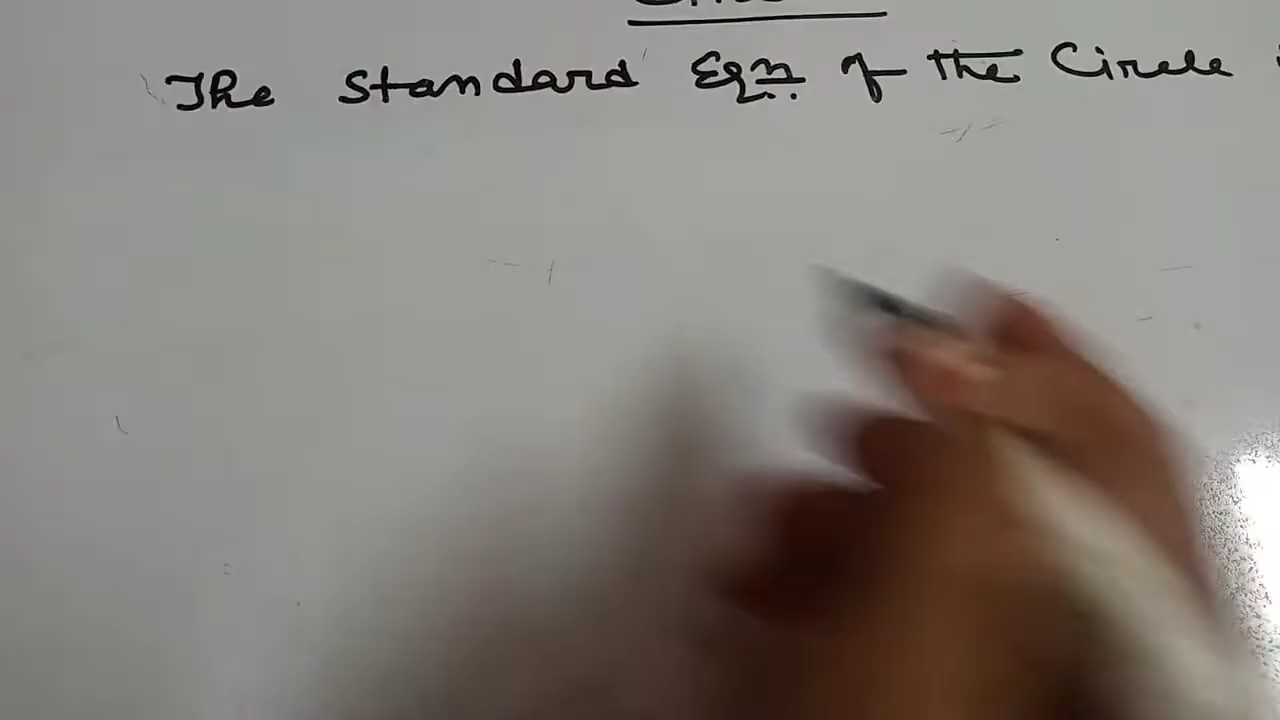 The Standard Eqn of the Circle